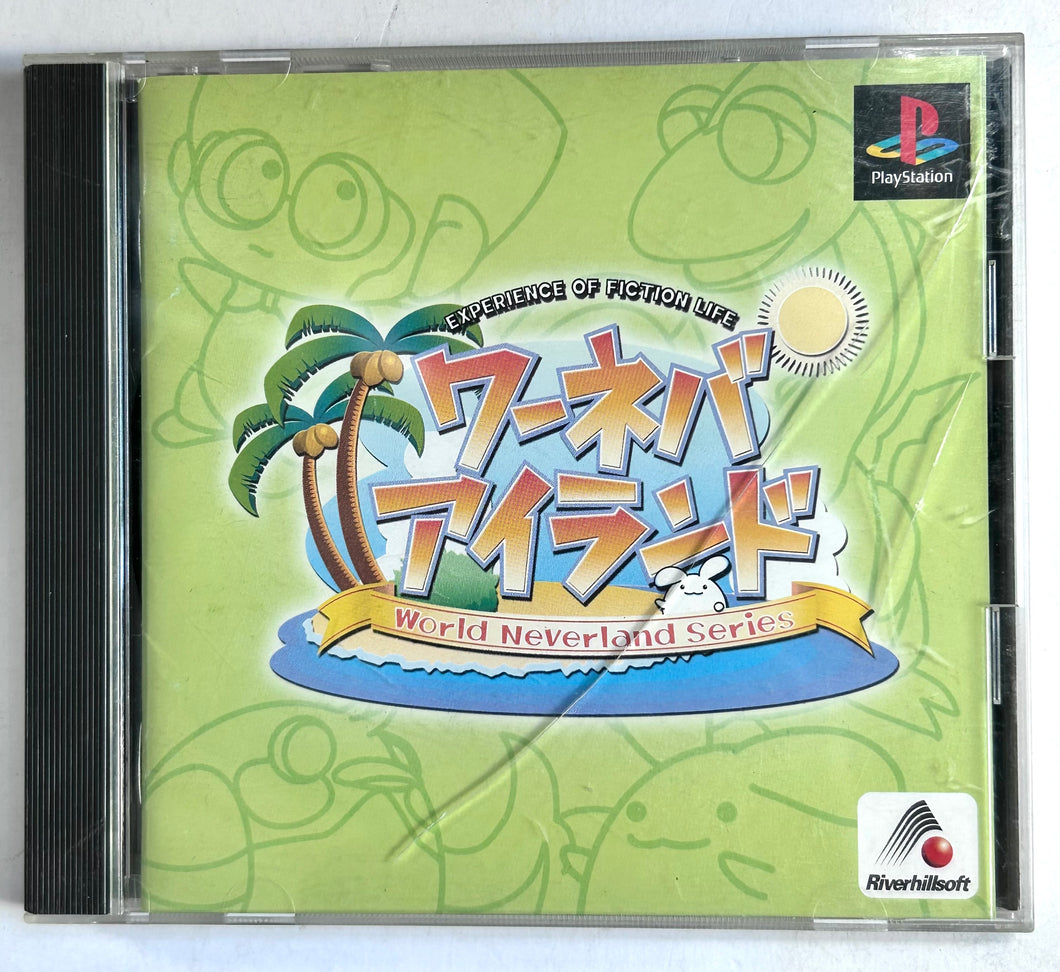 PlayStation
EXPERIENCE OF FICTION LIFE
ワーネバ
アイランド
World Neverland Series
Riverhillsoft